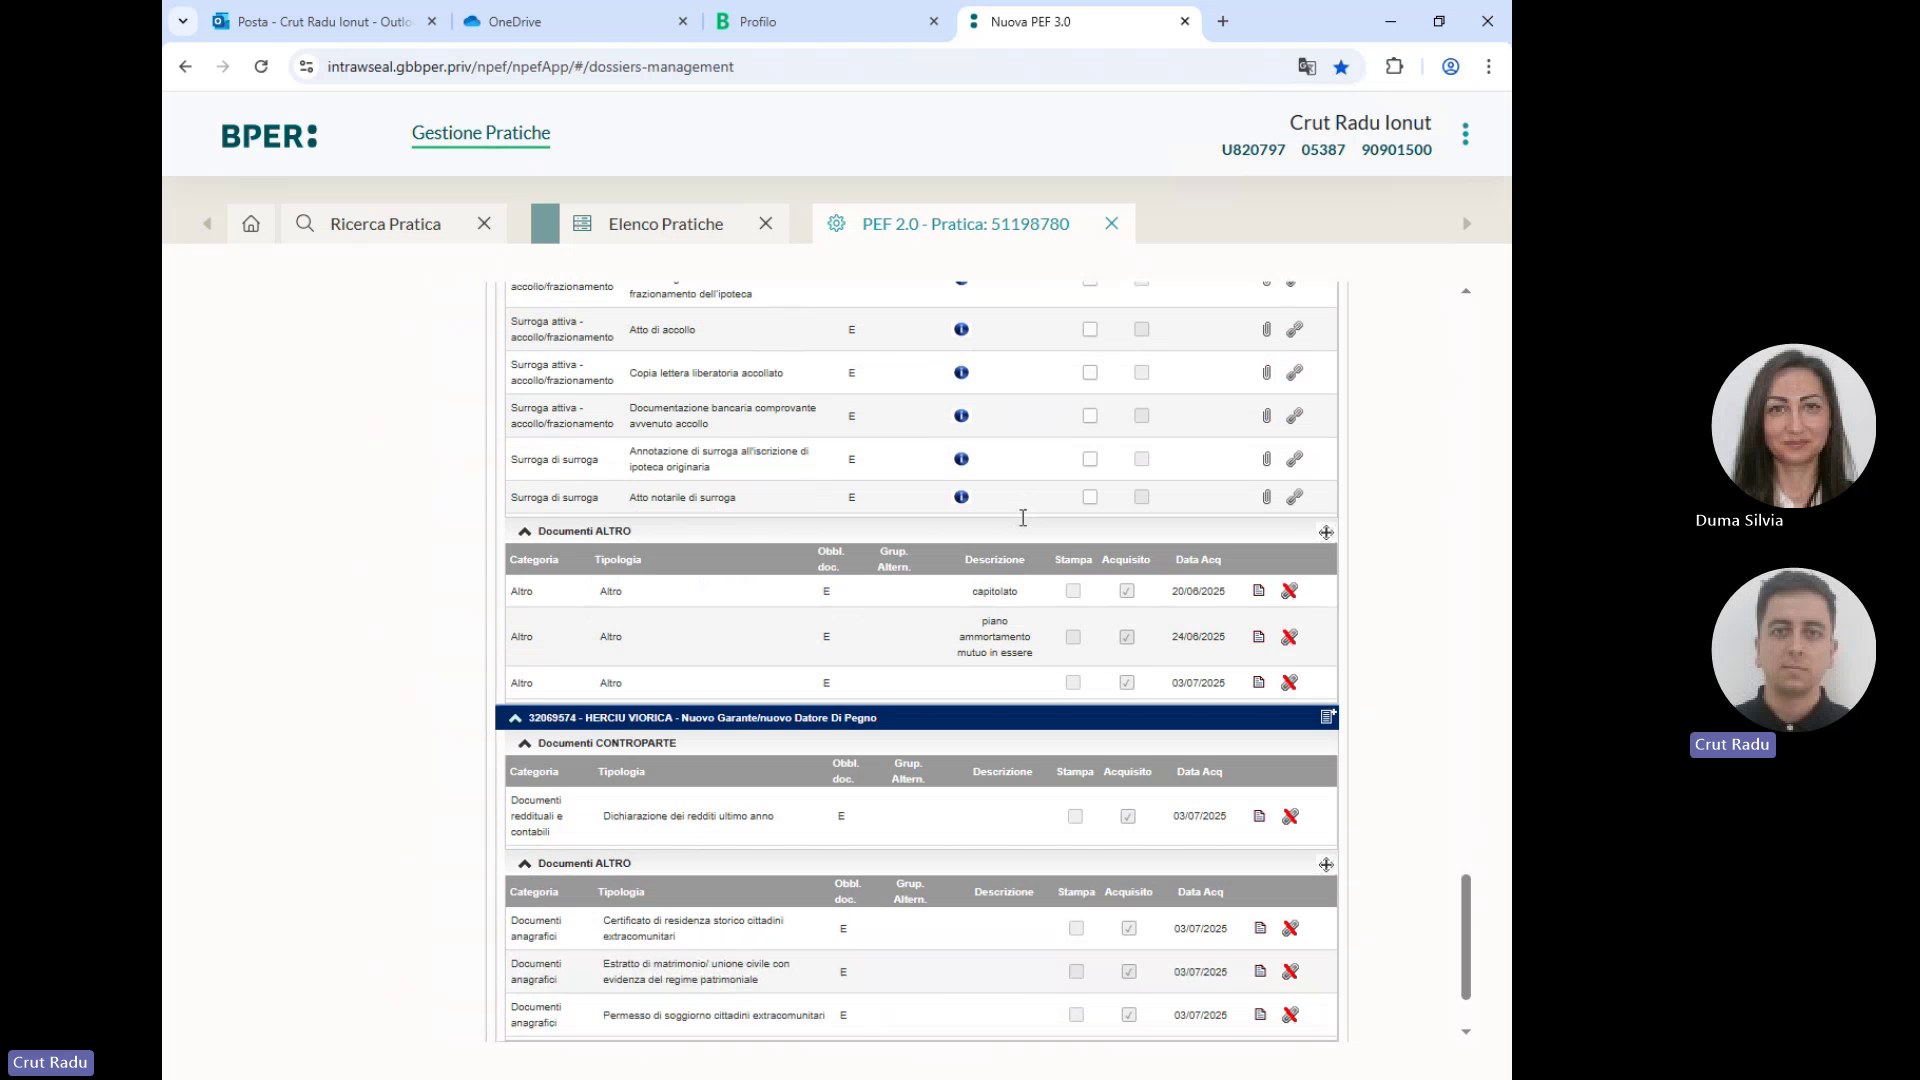 Posta - Crut Radu Ionut - Outlo
OneDrive
Profilo
Nuova PEF 3.0
intrawseal.gbbper.priv/npef/npefApp/#/dossiers-management
BPER:
Gestione Pratiche
Crut Radu Ionut
U820797 05387 90901500
Ricerca Pratica
Elenco Pratiche
PEF 2.0 - Pratica: 51198780
accollo/frazionamento
frazionamento dell'ipoteca
Surroga attiva -
accollo/frazionamento
Atto di accollo
E
Surroga attiva -
accollo/frazionamento
Copia lettera liberatoria accollato
E
Surroga attiva -
accollo/frazionamento
Documentazione bancaria comprovante
avvenuto accollo
E
Surroga di surroga
Annotazione di surroga all'iscrizione di
ipoteca originaria
E
Surroga di surroga
Atto notarile di surroga
E
Documenti ALTRO
Categoria
Tipologia
Obbl.
doc.
Grup.
Altern.
Descrizione
Stampa
Acquisito
Data Acq
Altro
Altro
E
capitolato
20/06/2025
Altro
Altro
E
piano
ammortamento
mutuo in essere
24/06/2025
Altro
Altro
E
03/07/2025
32069574 - HERCIU VIORICA - Nuovo Garante/nuovo Datore Di Pegno
Documenti CONTROPARTE
Categoria
Tipologia
Obbl.
doc.
Grup.
Altern.
Descrizione
Stampa
Acquisito
Data Acq
Documenti
reddituali e
contabili
Dichiarazione dei redditi ultimo anno
E
03/07/2025
Documenti ALTRO
Categoria
Tipologia
Obbl.
doc.
Grup.
Altern.
Descrizione
Stampa
Acquisito
Data Acq
Documenti
anagrafici
Certificato di residenza storico cittadini
extracomunitari
E
03/07/2025
Documenti
anagrafici
Estratto di matrimonio/ unione civile con
evidenza del regime patrimoniale
E
03/07/2025
Documenti
anagrafici
Permesso di soggiorno cittadini extracomunitari
E
03/07/2025
Duma Silvia
Crut Radu
Crut Radu